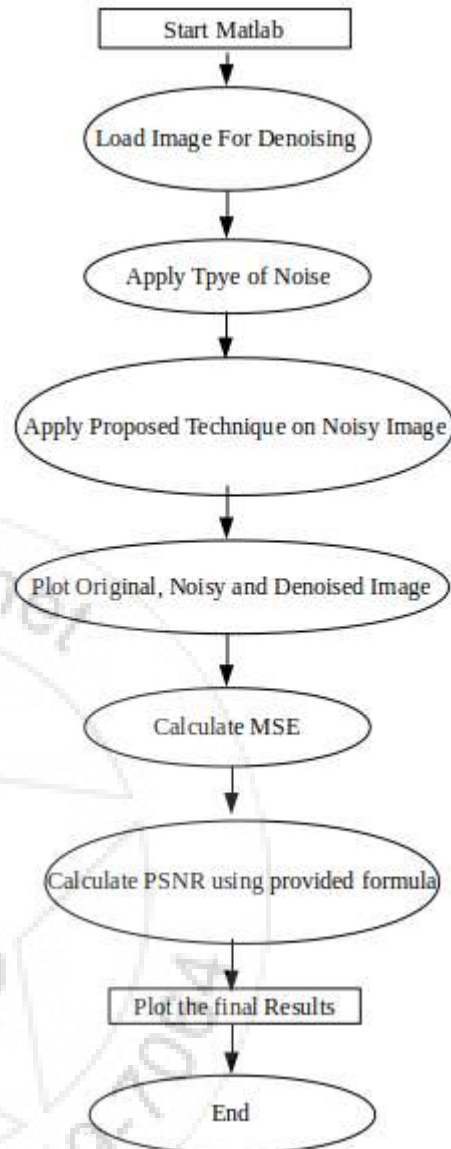 Start Matlab
Load Image For Denoising
Apply Tpye of Noise
Apply Proposed Technique on Noisy Image
Plot Original, Noisy and Denoised Image
Calculate MSE
Calculate PSNR using provided formula
Plot the final Results
End